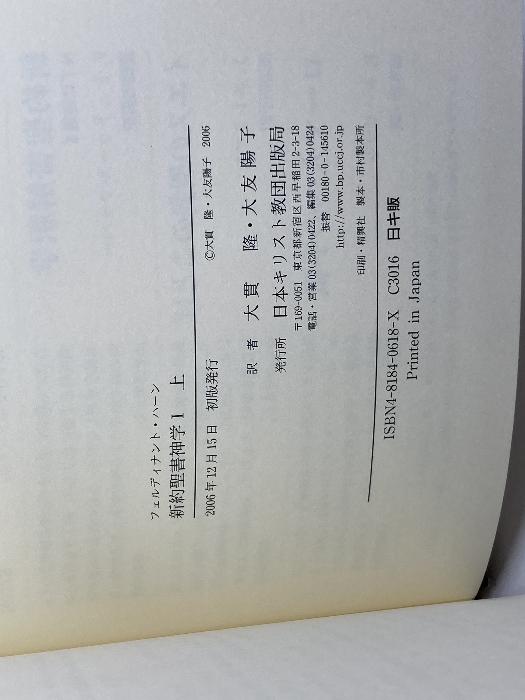 フェルディナント・ハーン
新約聖書神学 I 上
2006年12月15日　初版発行　©大貫　隆・大友陽子 2006
訳者　大貫　隆・大友陽子
発行所　日本キリスト教団出版局
〒169-0051　東京都新宿区西早稲田2-3-18
電話・営業03(3204)0422、編集03(3204)0424
振替　00180-0-145610
http://www.bp.uccj.or.jp
印刷・精興社　製本・市村製本所
ISBN4-8184-0618-X　C3016　日キ販
Printed in Japan